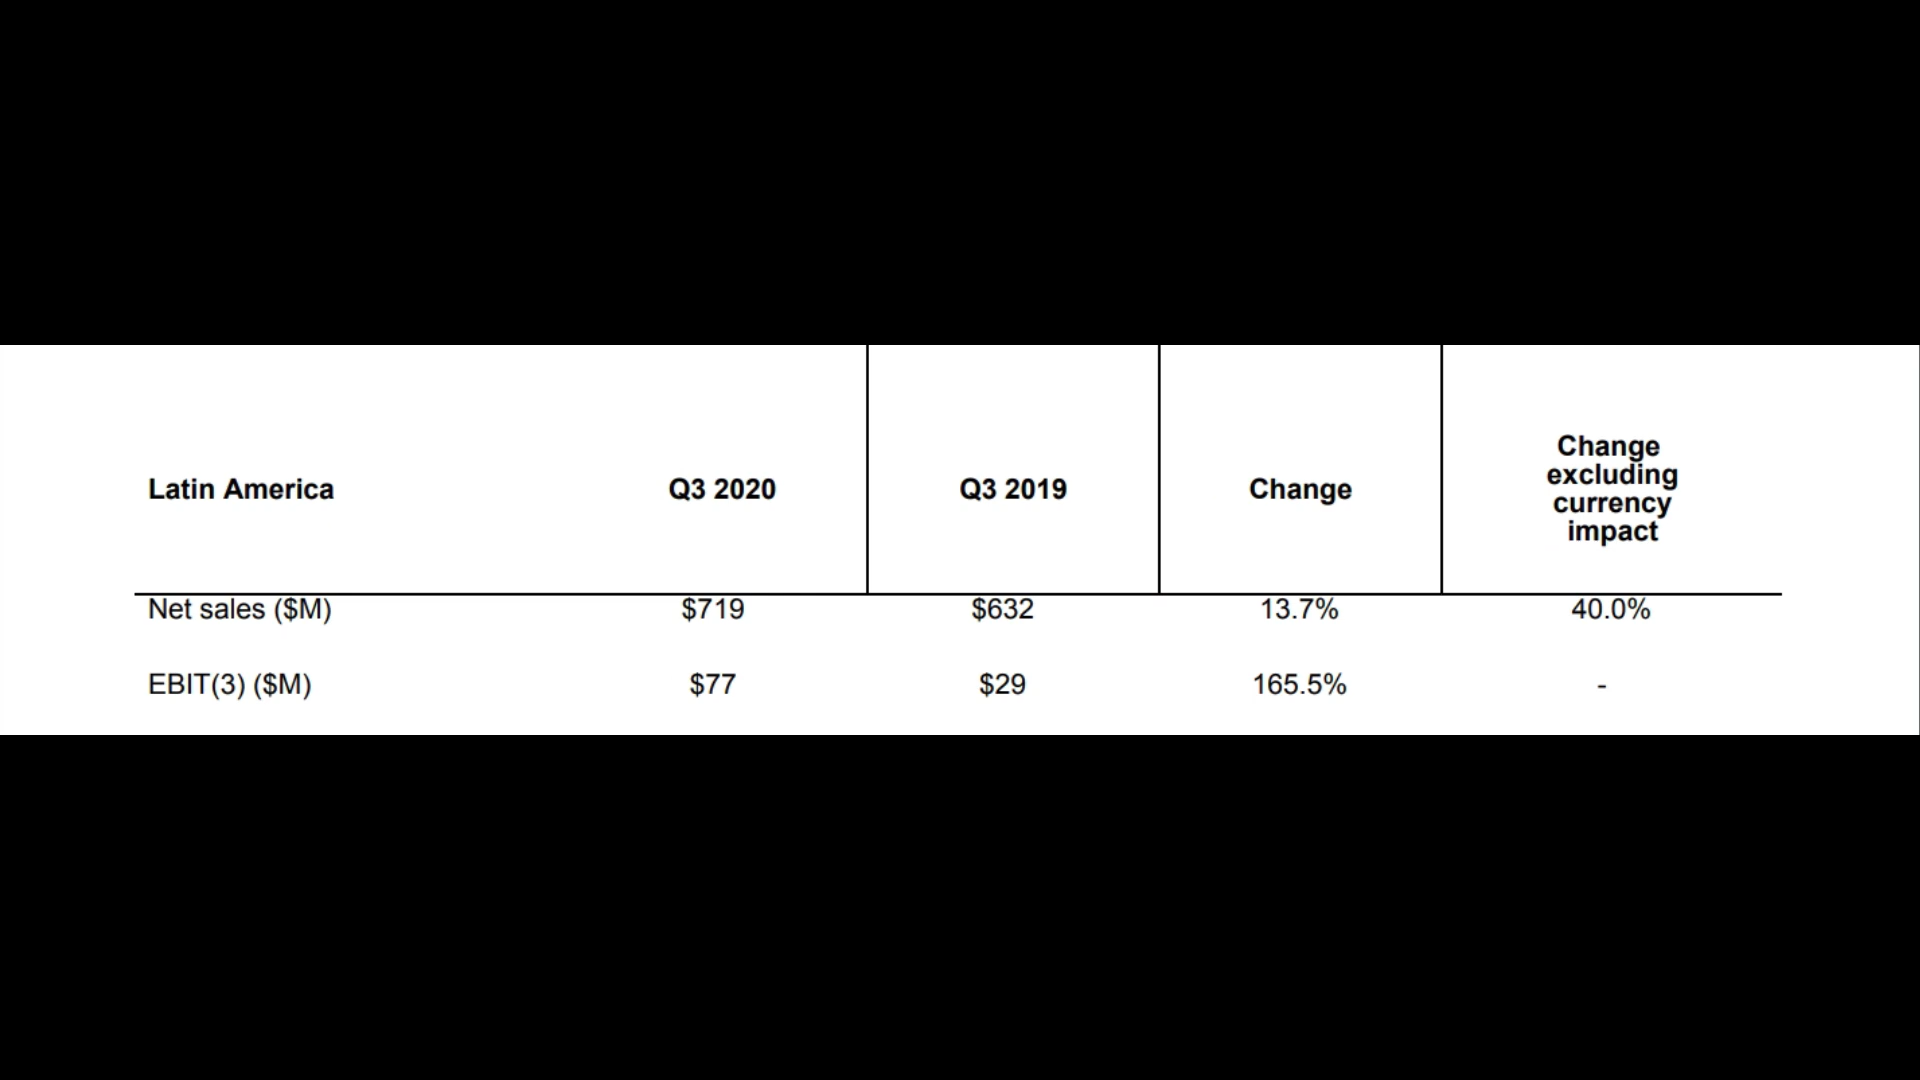 Latin America Q3 2020 Q3 2019 Change Change
excluding
currency
impact
Net sales ($M) $719 $632 13.7% 40.0%
EBIT(3) ($M) $77 $29 165.5% -